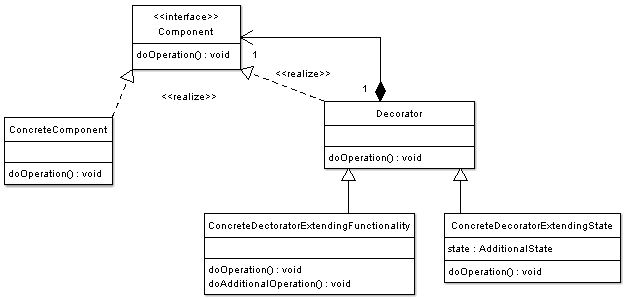 <<interface>>
Component
doOperation() : void
1
<<realize>>
<<realize>>
1
Decorator
doOperation() : void
ConcreteComponent
doOperation() : void
ConcreteDectoratorExtendingFunctionality
doOperation() : void
doAdditionalOperation() : void
ConcreteDecoratorExtendingState
state : AdditionalState
doOperation() : void